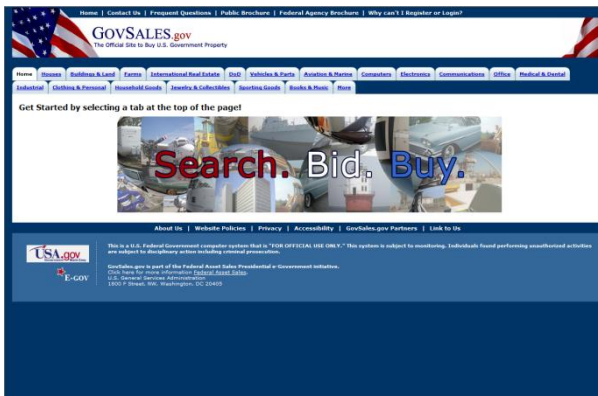 Home | Contact Us | Frequent Questions | Public Brochure | Federal Agency Brochure | Why can't I Register or Login?
GOVSALES.gov
The Official Site to Buy U.S. Government Property
Home Houses Buildings & Land Farms International Real Estate DoD Vehicles & Parts Aviation & Marine Computers Electronics Communications Office Medical & Dental
Industrial Clothing & Personal Household Goods Jewelry & Collectibles Sporting Goods Books & Music More
Get Started by selecting a tab at the top of the page!
Search. Bid. Buy.
About Us | Website Policies | Privacy | Accessibility | GovSales.gov Partners | Link to Us
USA.gov
E-GOV
This is a U.S. Federal Government computer system that is "FOR OFFICIAL USE ONLY." This system is subject to monitoring. Individuals found performing unauthorized activities
are subject to disciplinary action including criminal prosecution.
GovSales.gov is part of the Federal Asset Sales Presidential e-Government initiative.
Click here for more information Federal Asset Sales.
U.S. General Services Administration
1800 F Street, NW, Washington, DC 20405